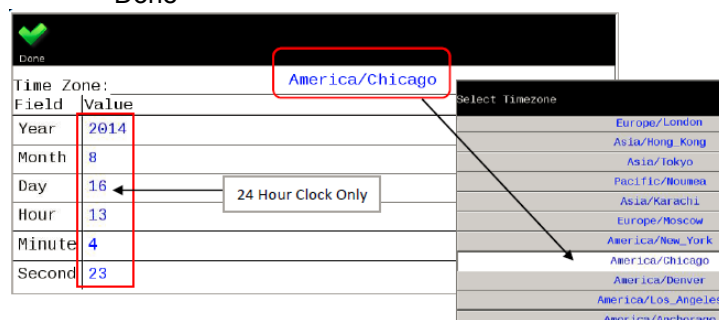 Done
Done
Time Zone:
America/Chicago
Field Value
Year 2014
Month 8
Day 16
Hour 13
Minute 4
Second 23
24 Hour Clock Only
Select Timezone
Europe/London
Asia/Hong_Kong
Asia/Tokyo
Pacific/Noumea
Asia/Karachi
Europe/Moscow
America/New_York
America/Chicago
America/Denver
America/Los_Angeles
America/Anchorage